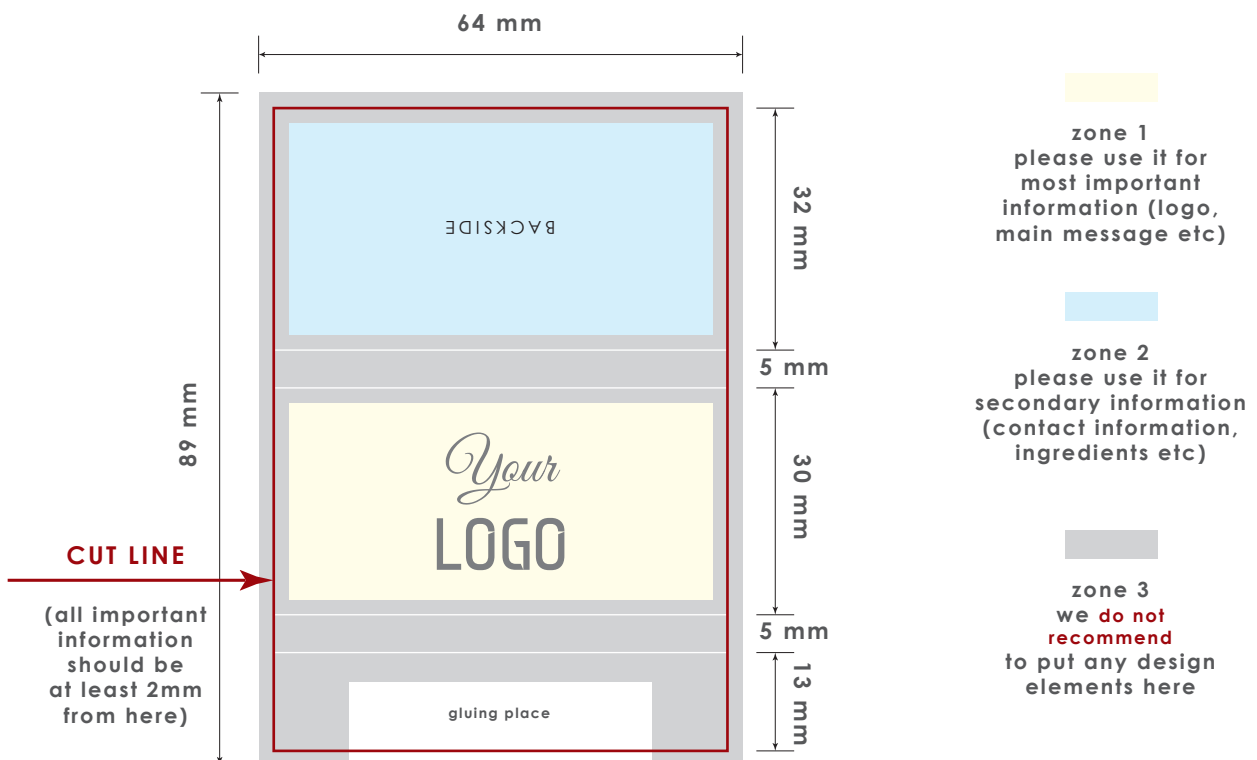 64 mm
89 mm
BACKSIDE
32 mm
5 mm
30 mm
5 mm
13 mm
Your
LOGO
gluing place
CUT LINE
(all important
information
should be
at least 2mm
from here)
zone 1
please use it for
most important
information (logo,
main message etc)
zone 2
please use it for
secondary information
(contact information,
ingredients etc)
zone 3
we do not
recommend
to put any design
elements here